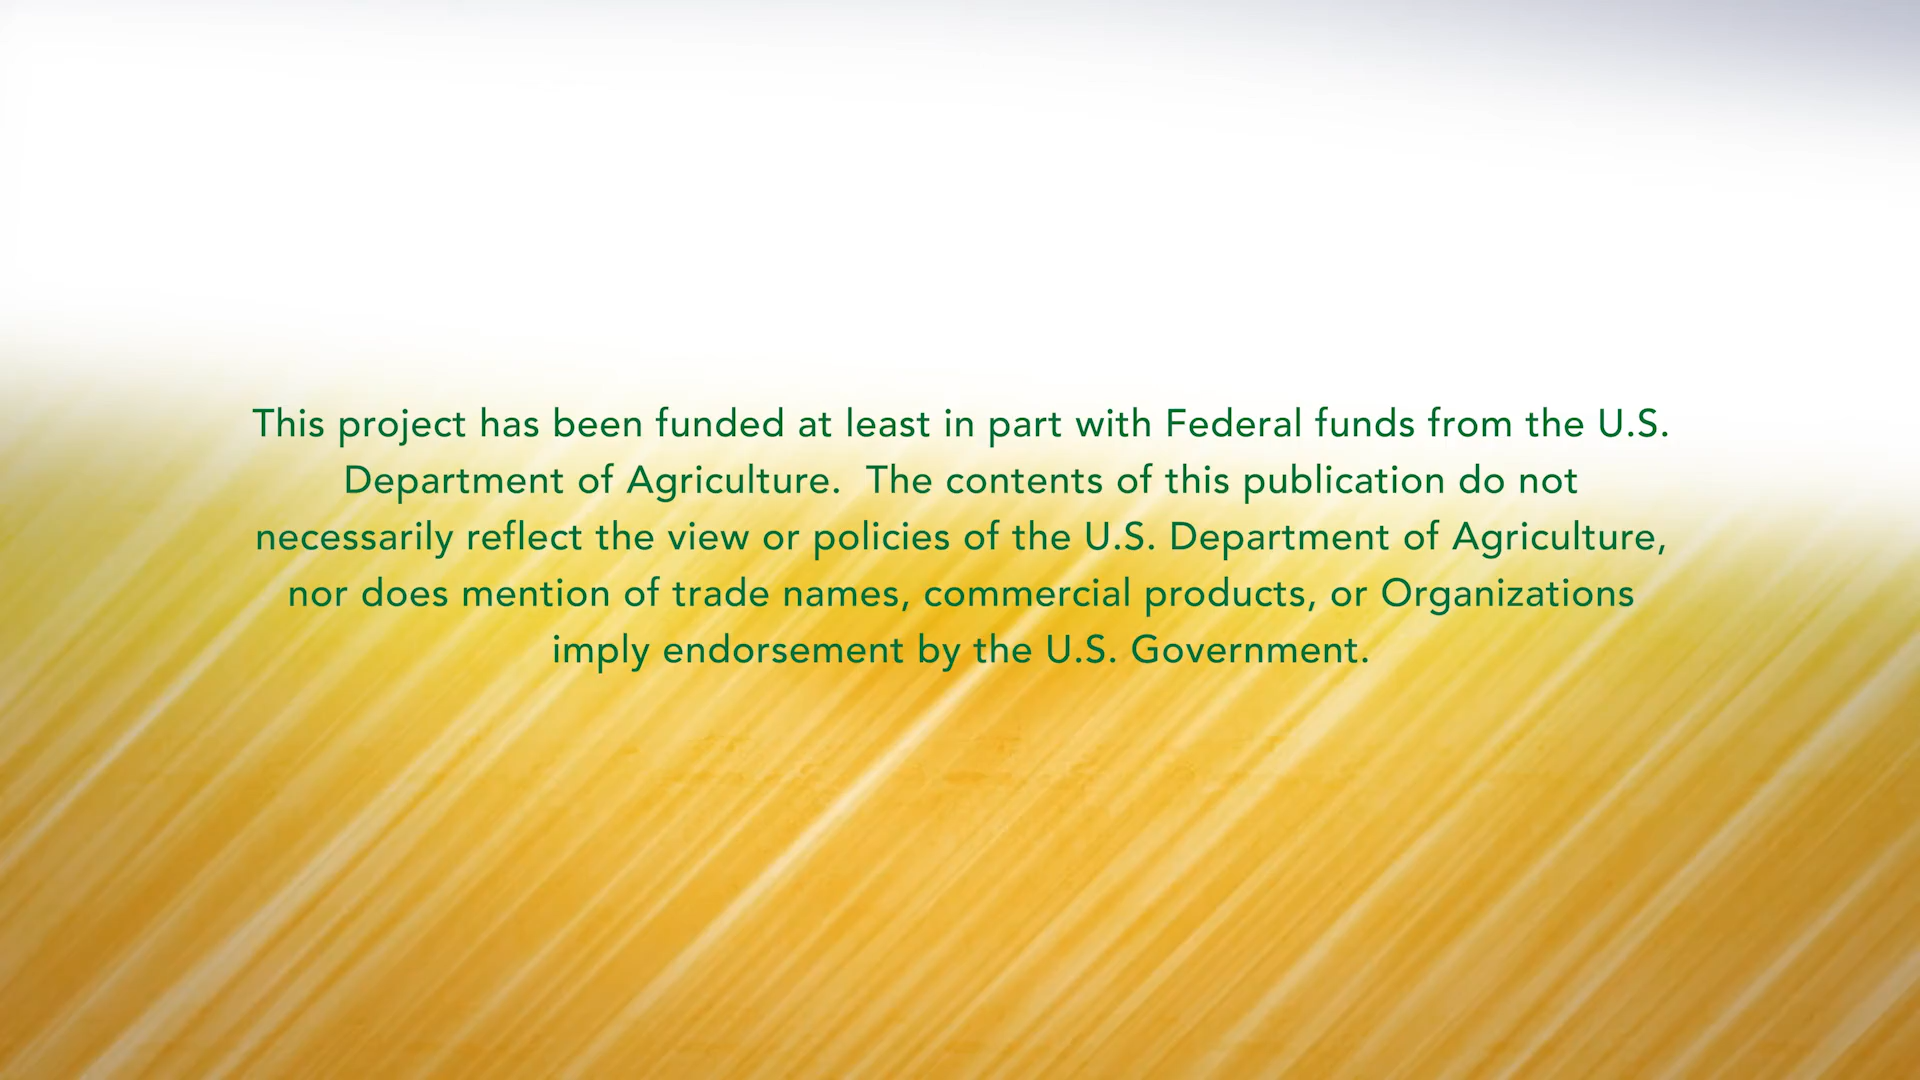 This project has been funded at least in part with Federal funds from the U.S.
Department of Agriculture.  The contents of this publication do not
necessarily reflect the view or policies of the U.S. Department of Agriculture,
nor does mention of trade names, commercial products, or Organizations
imply endorsement by the U.S. Government.